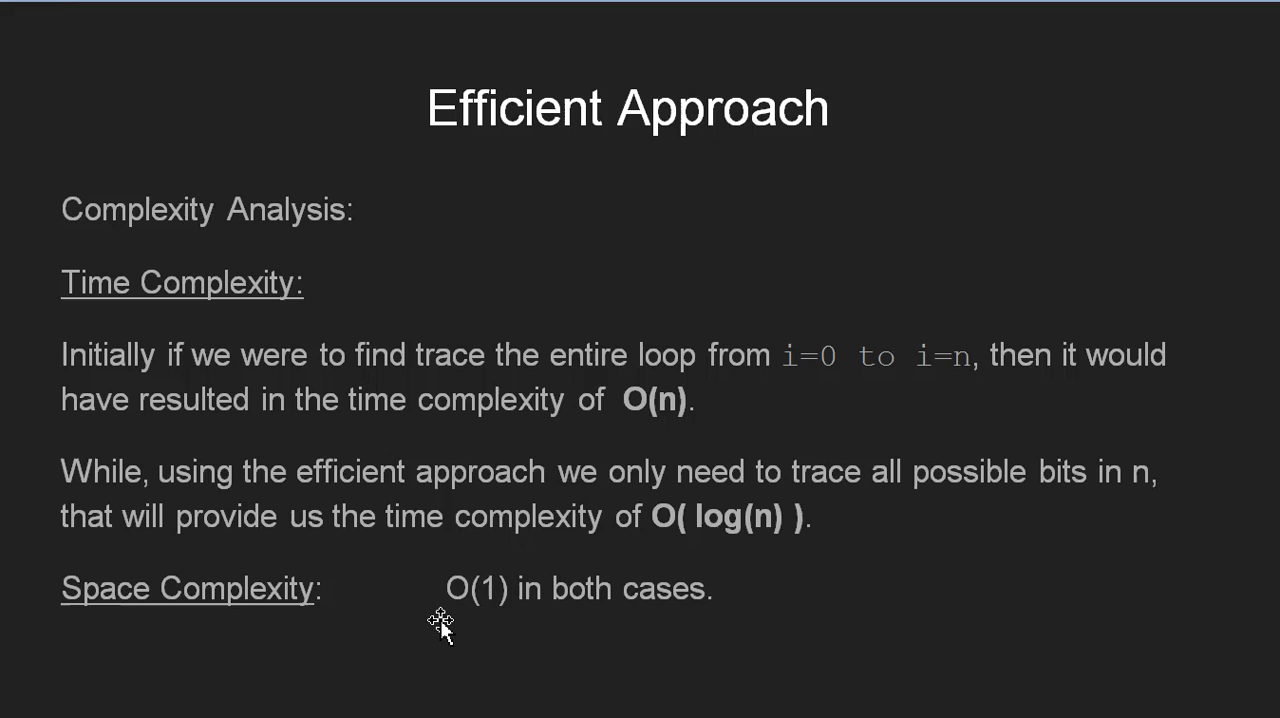 Efficient Approach
Complexity Analysis:
Time Complexity:
Initially if we were to find trace the entire loop from i=0 to i=n, then it would
have resulted in the time complexity of O(n).
While, using the efficient approach we only need to trace all possible bits in n,
that will provide us the time complexity of O( log(n) ).
Space Complexity: O(1) in both cases.